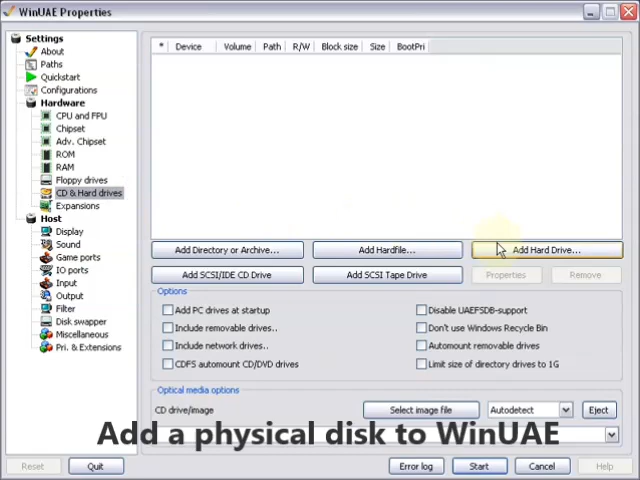 WinUAE Properties
Settings
About
Paths
Quickstart
Configurations
Hardware
CPU and FPU
Chipset
Adv. Chipset
ROM
RAM
Floppy drives
CD & Hard drives
Expansions
Host
Display
Sound
Game ports
IO ports
Input
Output
Filter
Disk swapper
Miscellaneous
Pri. & Extensions
* Device Volume Path R/W Block size Size BootPri
Add Directory or Archive... Add Hardfile... Add Hard Drive...
Add SCSI/IDE CD Drive Add SCSI Tape Drive Properties Remove
Options
Add PC drives at startup Disable UAEFSDB-support
Include removable drives.. Don't use Windows Recycle Bin
Include network drives.. Automount removable drives
CDFS automount CD/DVD drives Limit size of directory drives to 1G
Optical media options
CD drive/image Select image file Autodetect Eject
Add a physical disk to WinUAE
Reset Quit Error log Start Cancel Help